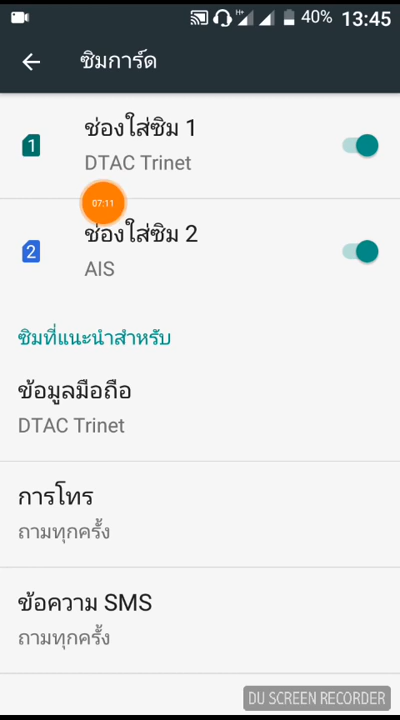 H+ 40% 13:45
ซิมการ์ด
1 ช่องใส่ซิม 1
DTAC Trinet
07:11
2 ช่องใส่ซิม 2
AIS
ซิมที่แนะนำสำหรับ
ข้อมูลมือถือ
DTAC Trinet
การโทร
ถามทุกครั้ง
ข้อความ SMS
ถามทุกครั้ง
DU SCREEN RECORDER